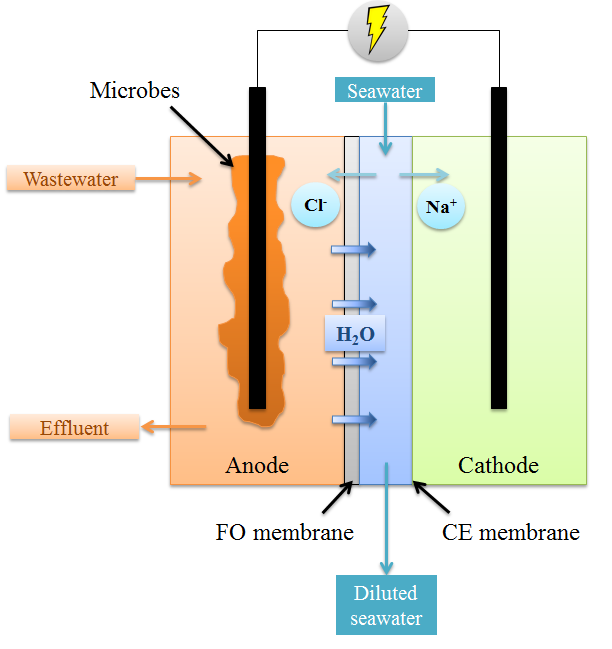 Microbes
Seawater
Wastewater
Cl⁻
Na⁺
H₂O
Effluent
Anode
Cathode
FO membrane
CE membrane
Diluted
seawater